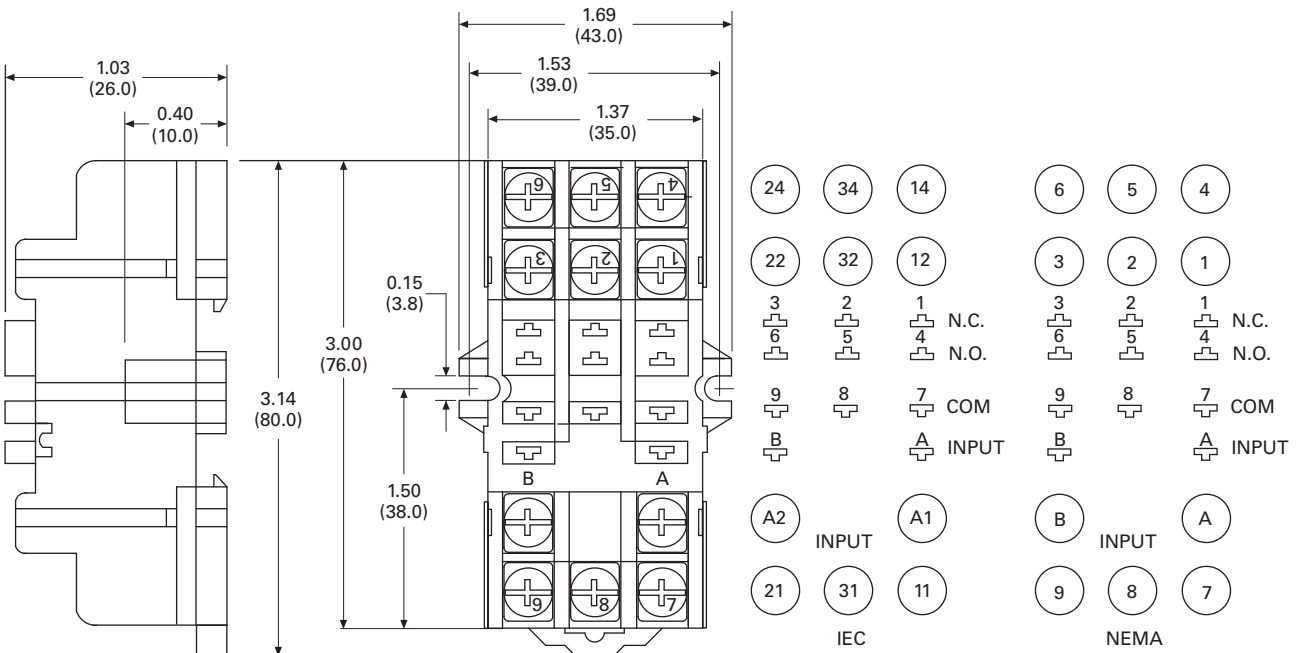 1.69
(43.0)
1.03
(26.0)
1.53
(39.0)
0.40
(10.0)
1.37
(35.0)
6 5 4
3 2 1
0.15
(3.8)
3.00
(76.0)
3.14
(80.0)
1.50
(38.0)
B A
9 8 7
24 34 14
22 32 12
3 2 1 N.C.
6 5 4 N.O.
9 8 7 COM
B A INPUT
A2 A1
INPUT
21 31 11
IEC
6 5 4
3 2 1
3 2 1 N.C.
6 5 4 N.O.
9 8 7 COM
B A INPUT
B A
INPUT
9 8 7
NEMA